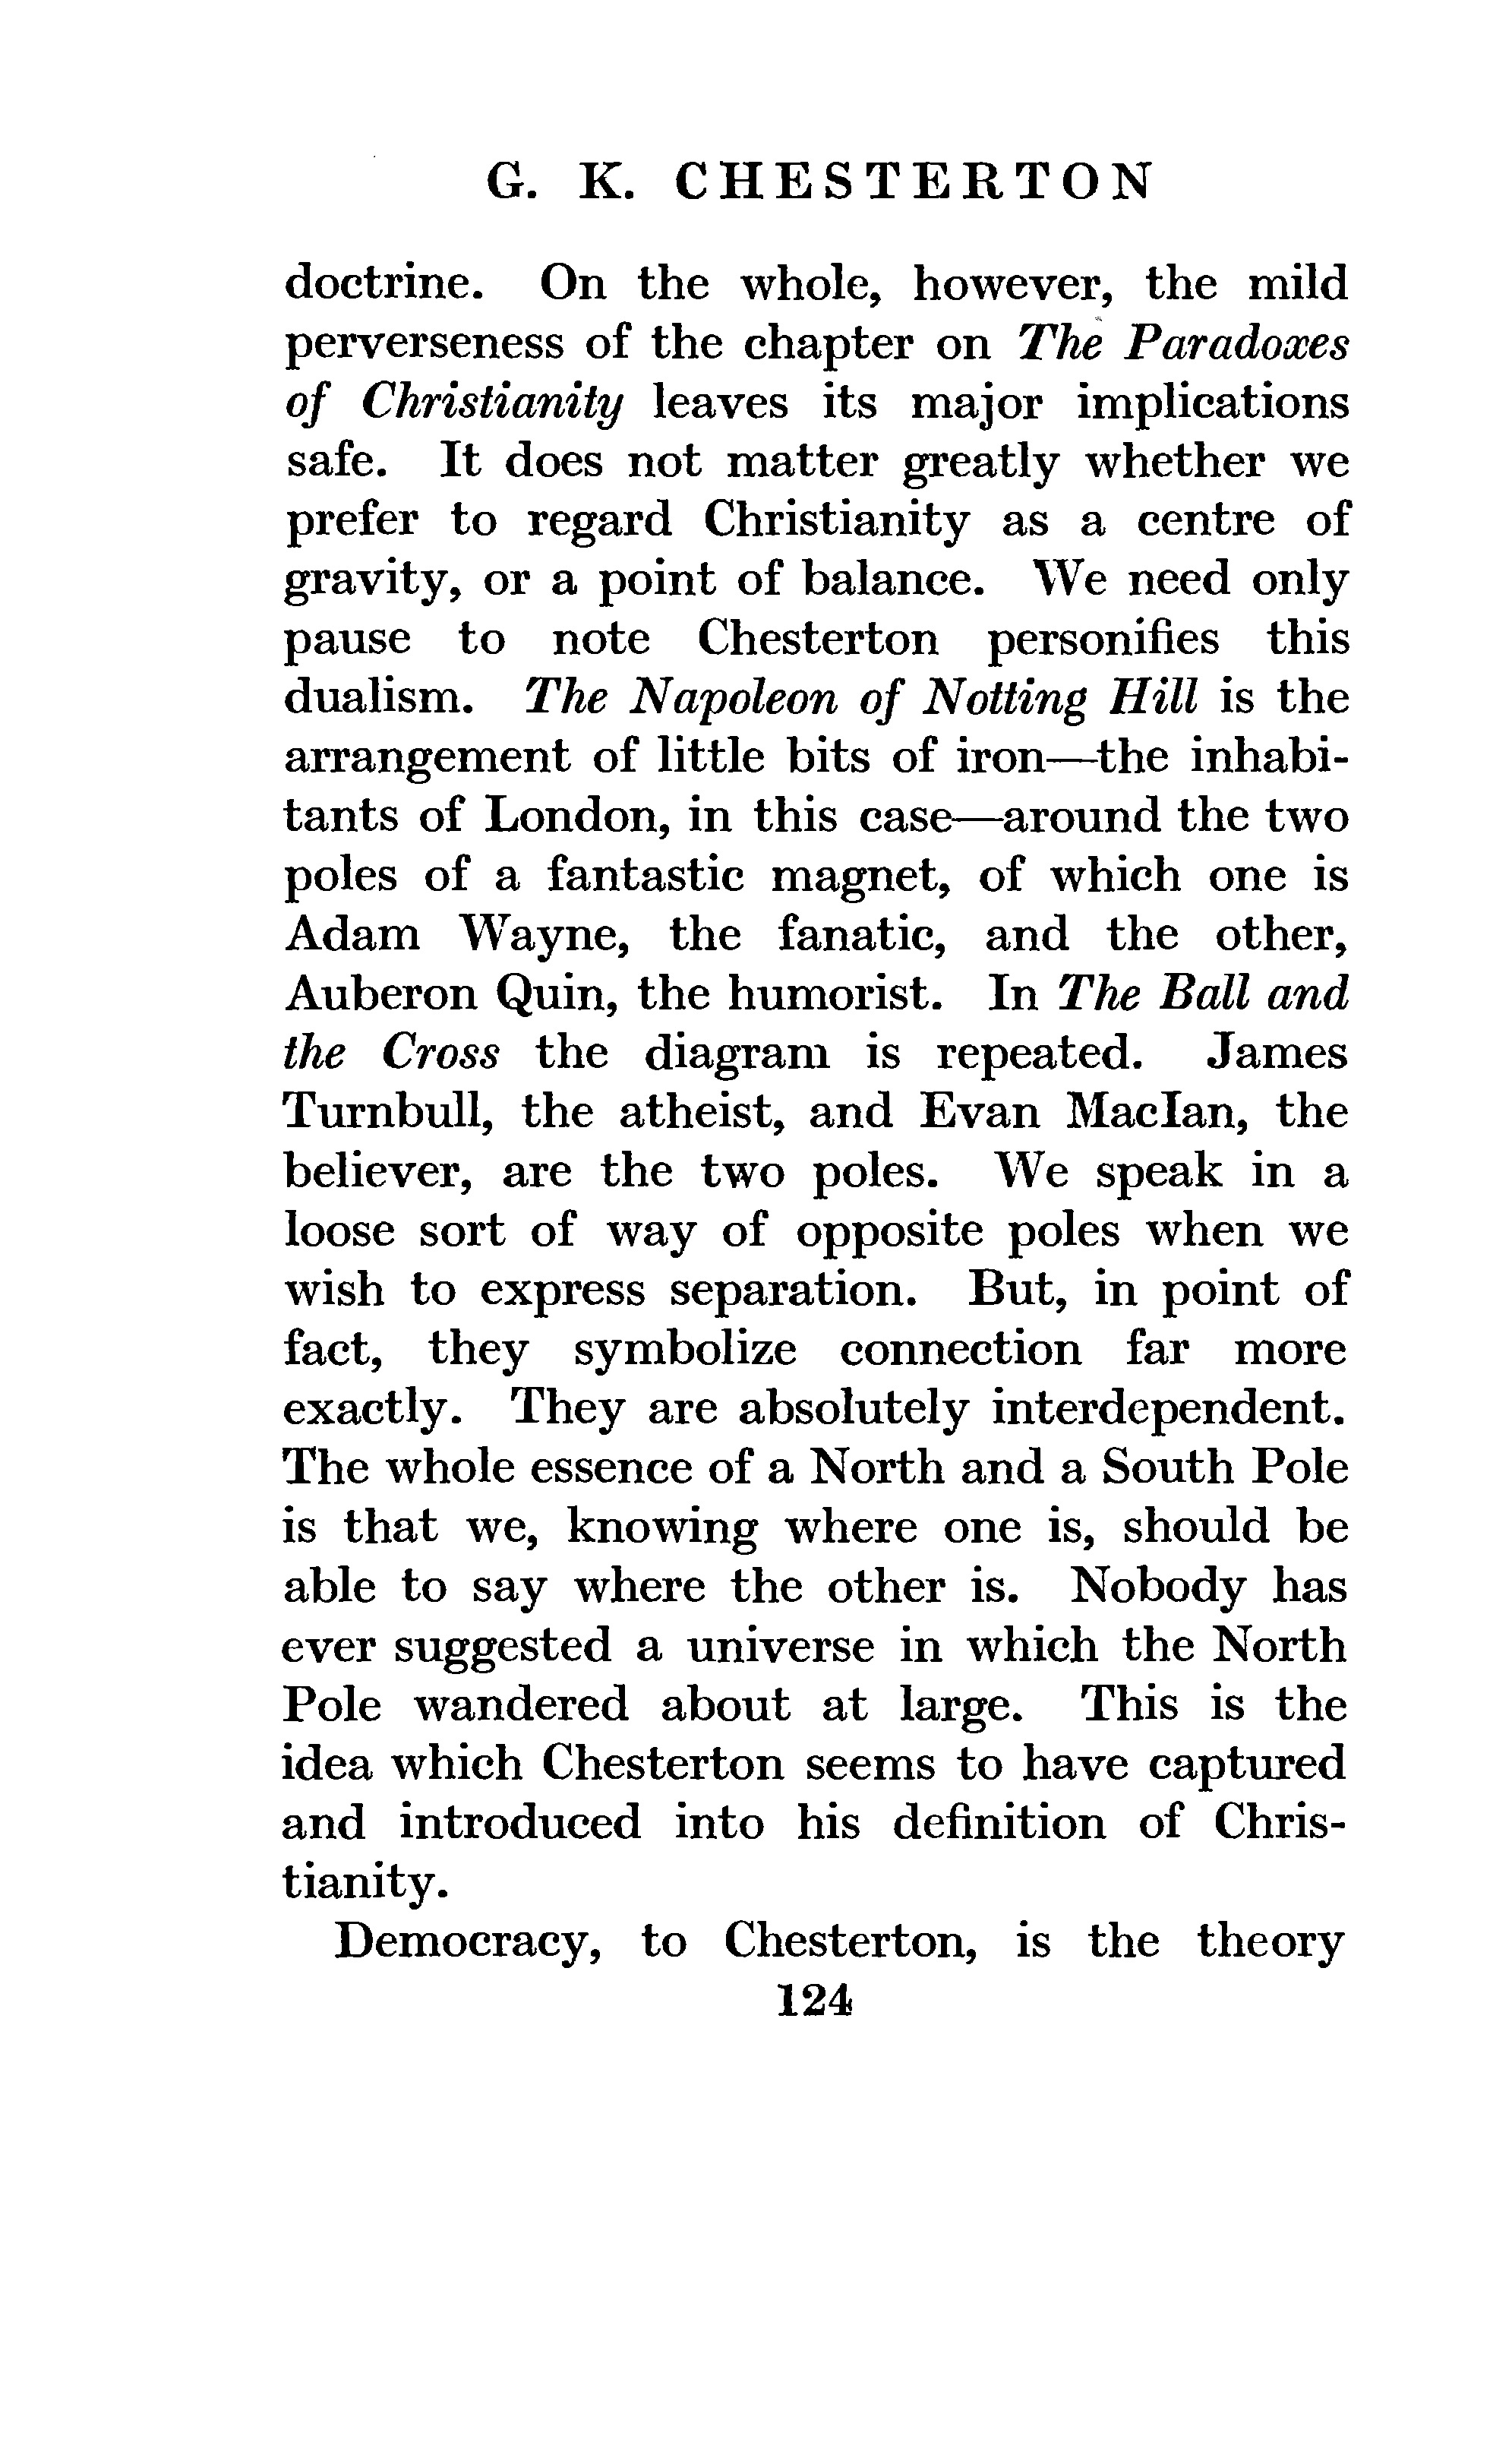 G. K. CHESTERTON
doctrine. On the whole, however, the mild
perverseness of the chapter on The Paradoxes
of Christianity leaves its major implications
safe. It does not matter greatly whether we
prefer to regard Christianity as a centre of
gravity, or a point of balance. We need only
pause to note Chesterton personifies this
dualism. The Napoleon of Notting Hill is the
arrangement of little bits of iron—the inhabi-
tants of London, in this case—around the two
poles of a fantastic magnet, of which one is
Adam Wayne, the fanatic, and the other,
Auberon Quin, the humorist. In The Ball and
the Cross the diagram is repeated. James
Turnbull, the atheist, and Evan MacIan, the
believer, are the two poles. We speak in a
loose sort of way of opposite poles when we
wish to express separation. But, in point of
fact, they symbolize connection far more
exactly. They are absolutely interdependent.
The whole essence of a North and a South Pole
is that we, knowing where one is, should be
able to say where the other is. Nobody has
ever suggested a universe in which the North
Pole wandered about at large. This is the
idea which Chesterton seems to have captured
and introduced into his definition of Chris-
tianity.
Democracy, to Chesterton, is the theory
124